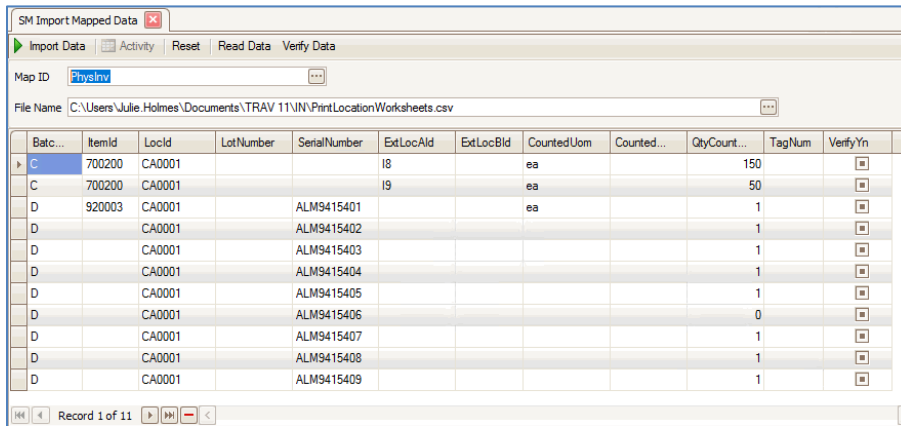 SM Import Mapped Data
Import Data Activity Reset Read Data Verify Data
Map ID PhysInv
File Name C:\Users\Julie.Holmes\Documents\TRAV 11\IN\PrintLocationWorksheets.csv
Batc... ItemId LocId LotNumber SerialNumber ExtLocAId ExtLocBId CountedUom Counted... QtyCount... TagNum VerifyYn
C 700200 CA0001 I8 ea 150
C 700200 CA0001 I9 ea 50
D 920003 CA0001 ALM9415401 ea 1
D CA0001 ALM9415402 1
D CA0001 ALM9415403 1
D CA0001 ALM9415404 1
D CA0001 ALM9415405 1
D CA0001 ALM9415406 0
D CA0001 ALM9415407 1
D CA0001 ALM9415408 1
D CA0001 ALM9415409 1
Record 1 of 11